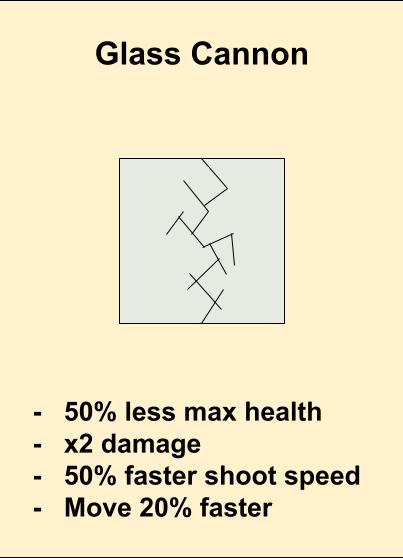 Glass Cannon
- 50% less max health
- x2 damage
- 50% faster shoot speed
- Move 20% faster